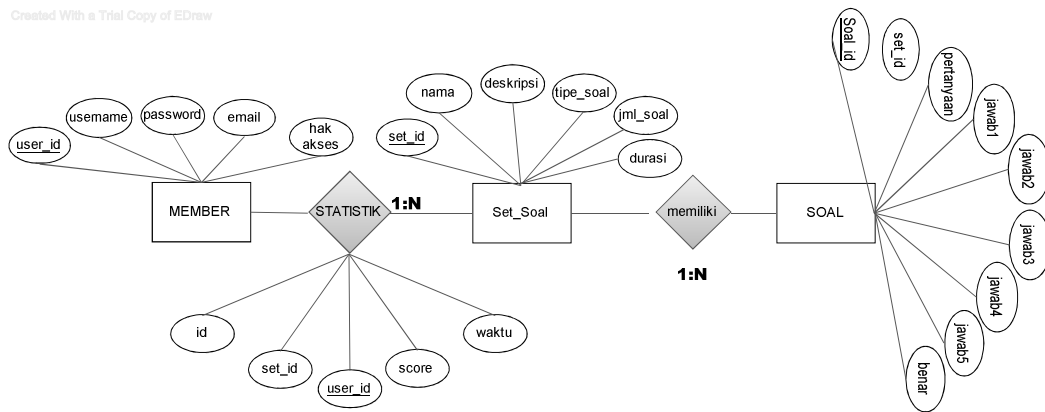 Created With a Trial Copy of EDraw
user_id
username
password
email
hak
akses
set_id
nama
deskripsi
tipe_soal
jml_soal
durasi
Soal_id
set_id
pertanyaan
jawab1
jawab2
jawab3
jawab4
jawab5
benar
MEMBER
STATISTIK
1:N
Set_Soal
memiliki
1:N
SOAL
id
set_id
user_id
score
waktu